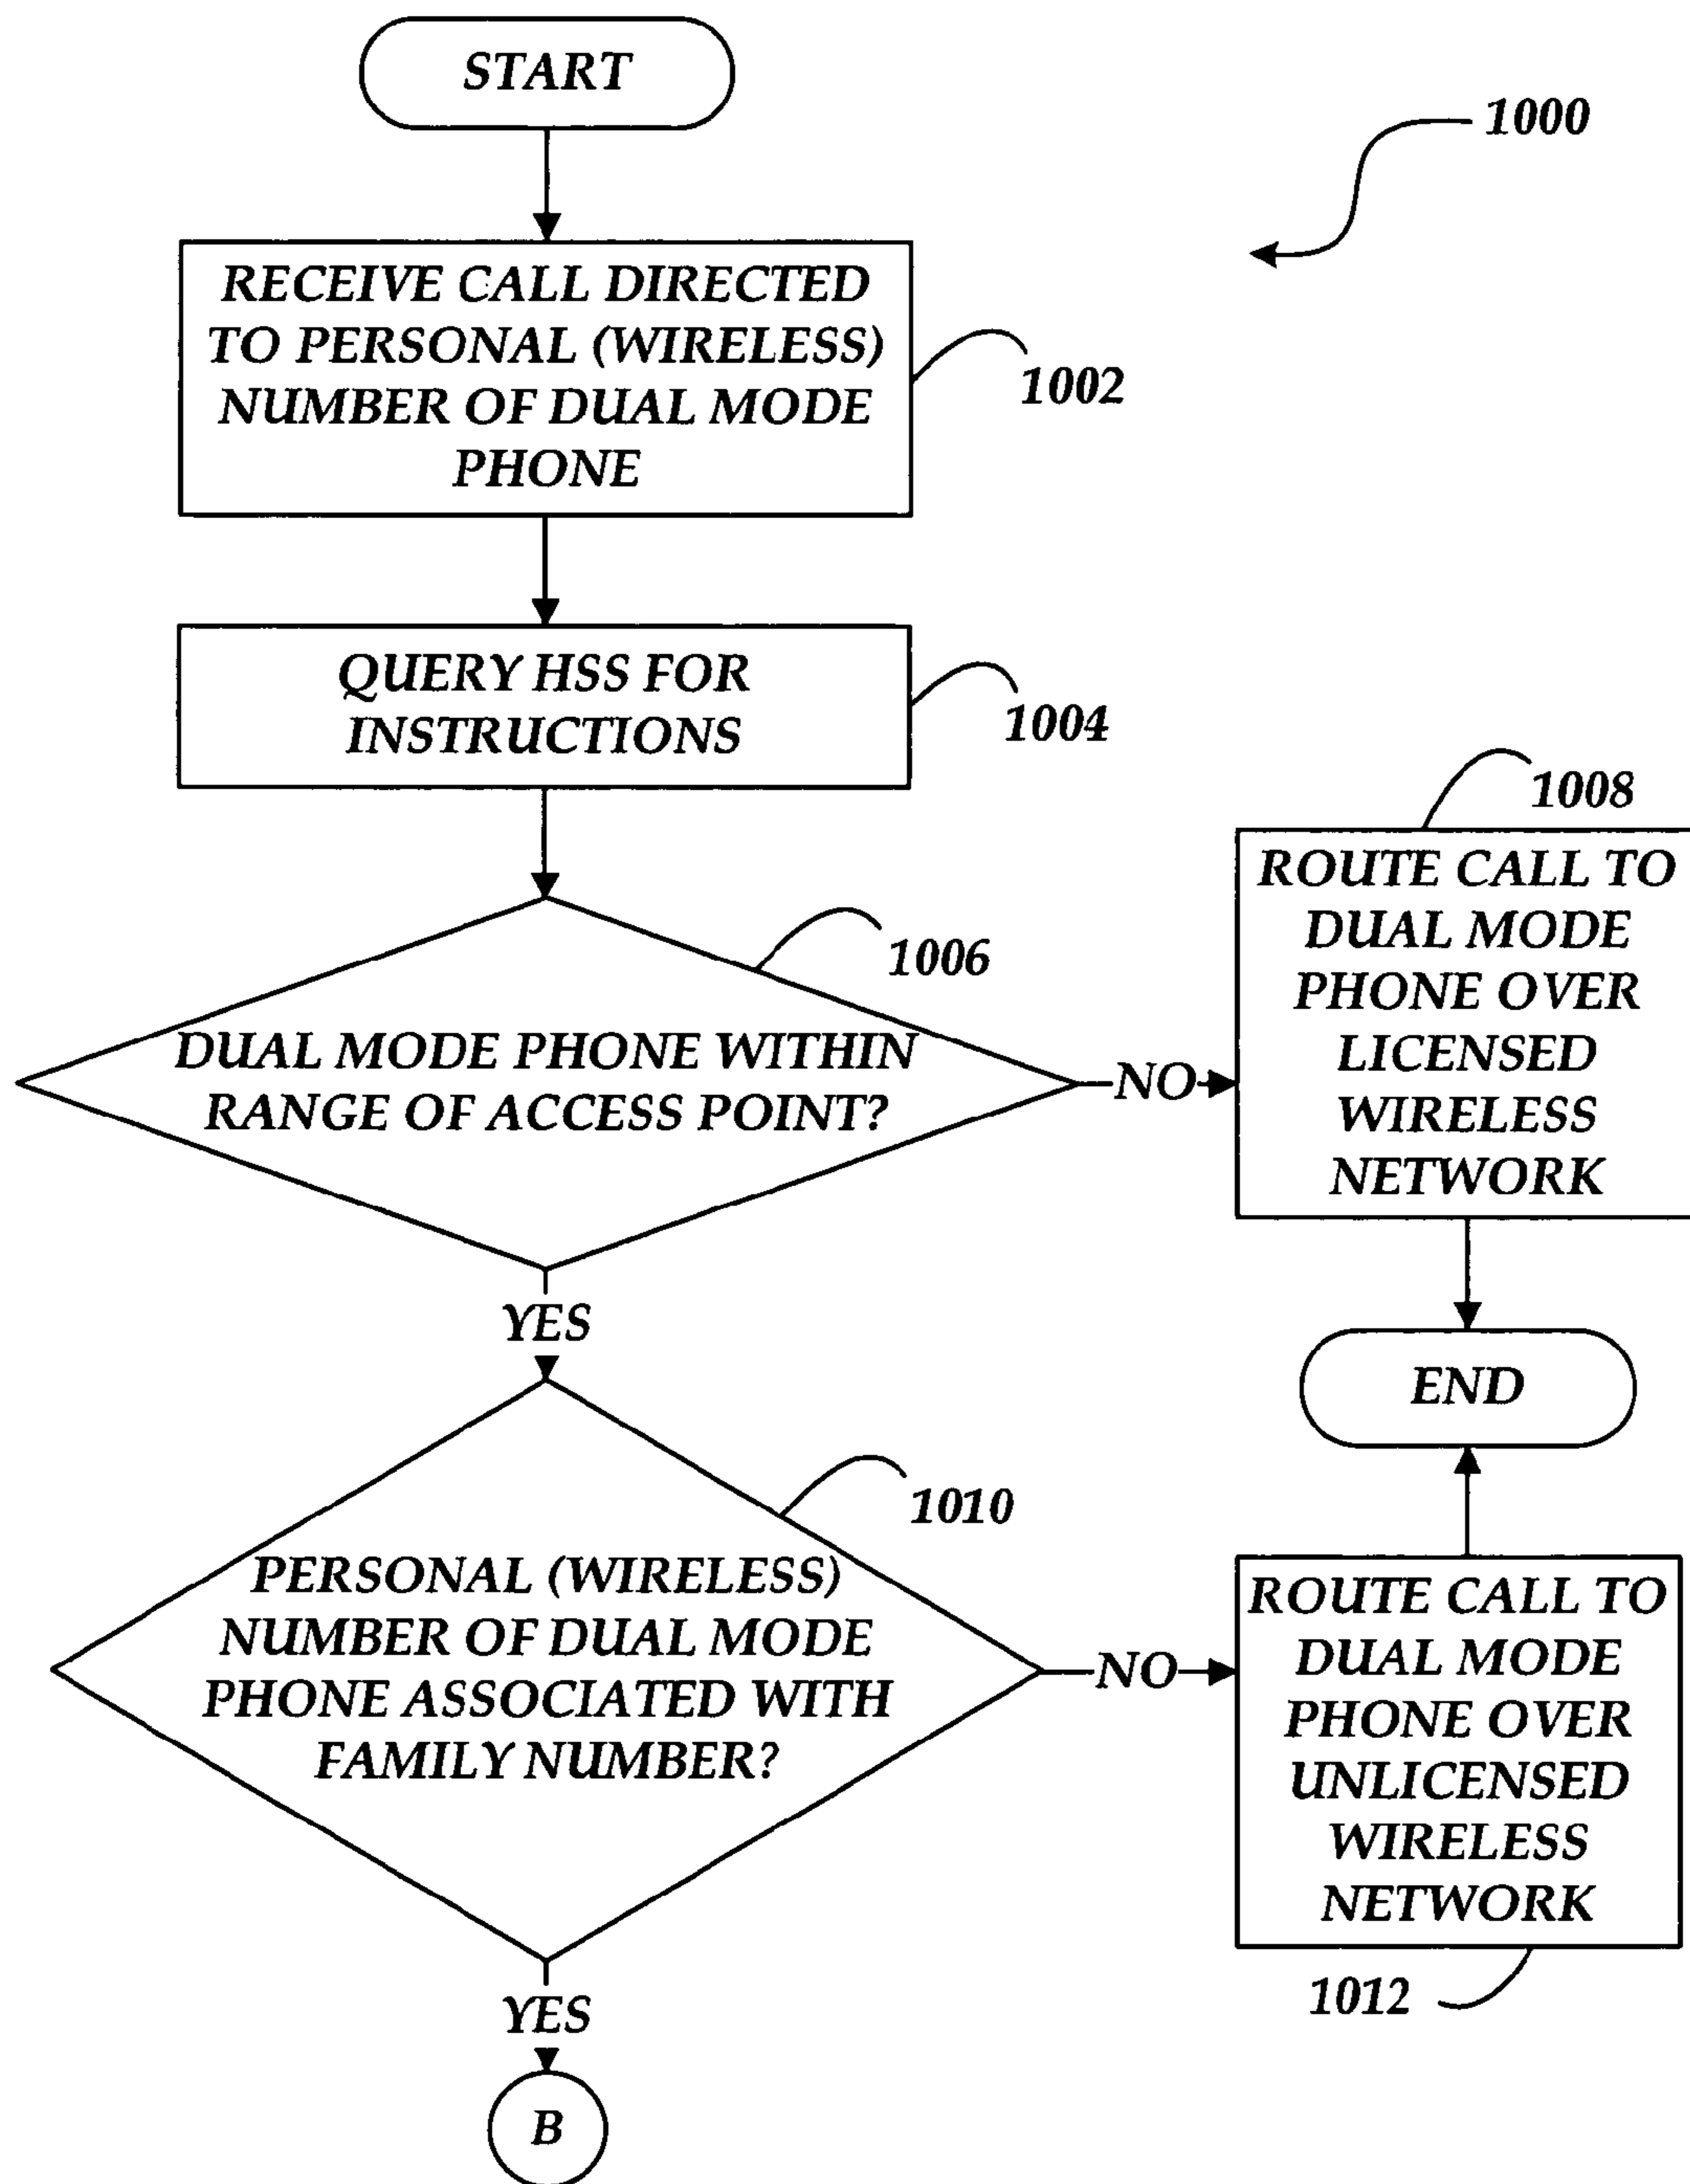 START
1000
RECEIVE CALL DIRECTED
TO PERSONAL (WIRELESS)
NUMBER OF DUAL MODE
PHONE
1002
QUERY HSS FOR
INSTRUCTIONS
1004
1006
DUAL MODE PHONE WITHIN
RANGE OF ACCESS POINT?
NO
1008
ROUTE CALL TO
DUAL MODE
PHONE OVER
LICENSED
WIRELESS
NETWORK
YES
END
1010
PERSONAL (WIRELESS)
NUMBER OF DUAL MODE
PHONE ASSOCIATED WITH
FAMILY NUMBER?
NO
ROUTE CALL TO
DUAL MODE
PHONE OVER
UNLICENSED
WIRELESS
NETWORK
1012
YES
B